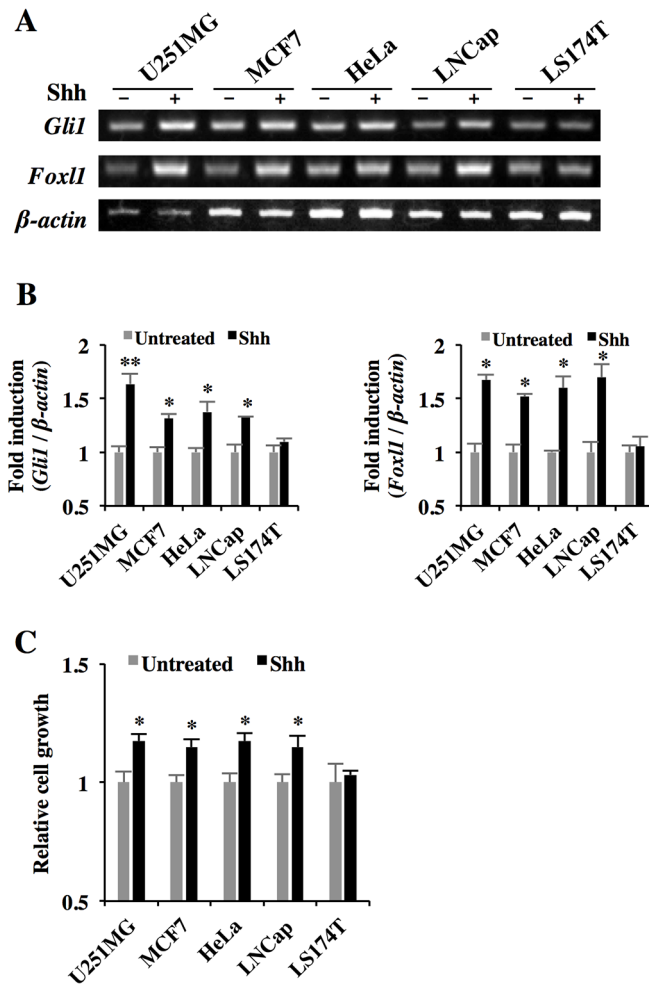 A
U251MG MCF7 HeLa LNCap LS174T
Shh − + − + − + − + − +
Gli1
Foxl1
β-actin
B
Untreated Shh
Fold induction
(Gli1 / β-actin)
2
1.5
1
0.5
** * * *
U251MG MCF7 HeLa LNCap LS174T
Untreated Shh
Fold induction
(Foxl1 / β-actin)
2
1.5
1
0.5
* * * *
U251MG MCF7 HeLa LNCap LS174T
C
Untreated Shh
Relative cell growth
1.5
1
0.5
* * * *
U251MG MCF7 HeLa LNCap LS174T